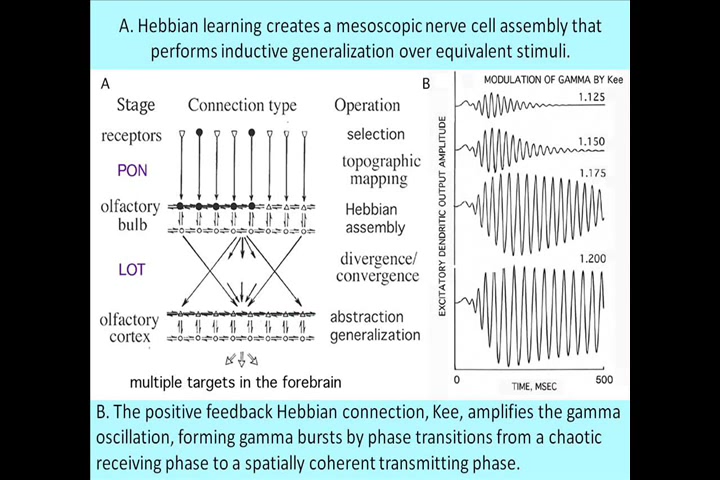 A. Hebbian learning creates a mesoscopic nerve cell assembly that
performs inductive generalization over equivalent stimuli.
A
Stage Connection type Operation
receptors selection
PON topographic
mapping
olfactory Hebbian
bulb assembly
LOT divergence/
convergence
olfactory abstraction
cortex generalization
multiple targets in the forebrain
B MODULATION OF GAMMA BY Kee
EXCITATORY DENDRITIC OUTPUT AMPLITUDE
1.125
1.150
1.175
1.200
0 500
TIME, MSEC
B. The positive feedback Hebbian connection, Kee, amplifies the gamma
oscillation, forming gamma bursts by phase transitions from a chaotic
receiving phase to a spatially coherent transmitting phase.